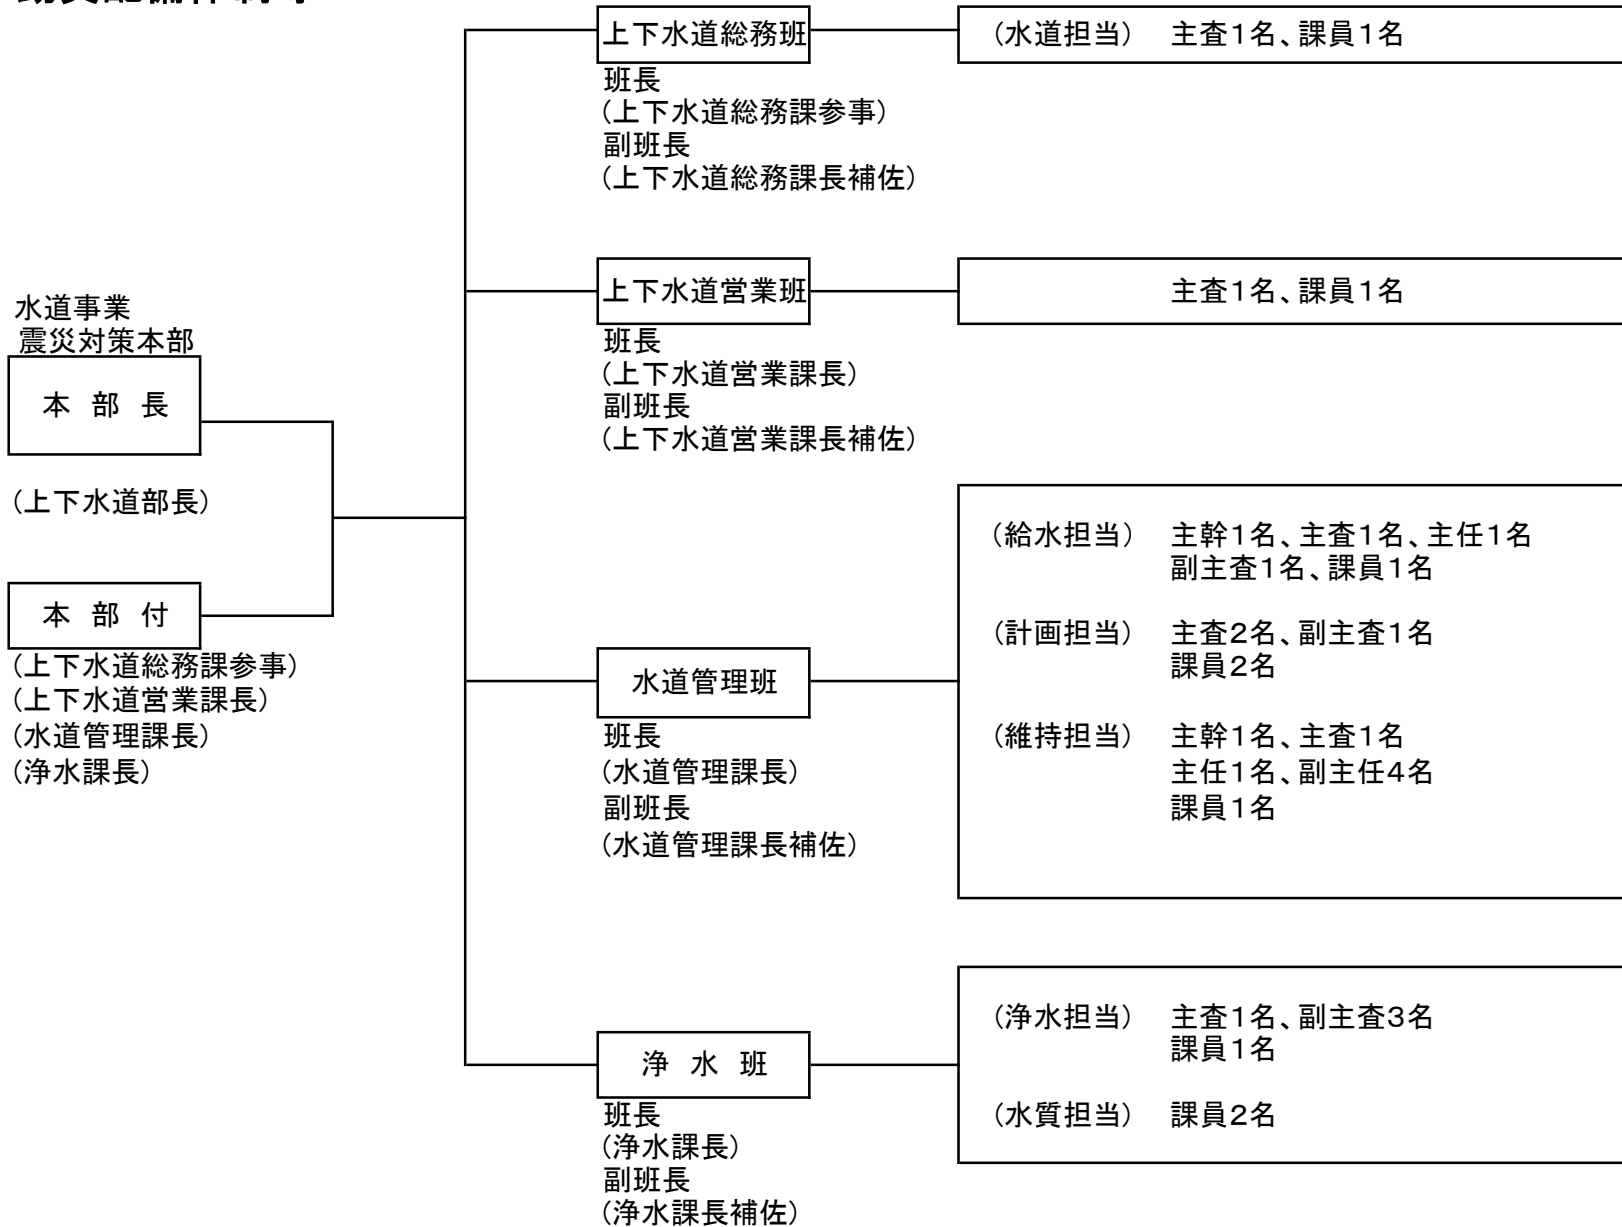 水道事業
震災対策本部
本 部 長
(上下水道部長)
本 部 付
(上下水道総務課参事)
(上下水道営業課長)
(水道管理課長)
(浄水課長)
上下水道総務班
班長
(上下水道総務課参事)
副班長
(上下水道総務課長補佐)
(水道担当) 主査1名、課員1名
上下水道営業班
班長
(上下水道営業課長)
副班長
(上下水道営業課長補佐)
主査1名、課員1名
水道管理班
班長
(水道管理課長)
副班長
(水道管理課長補佐)
(給水担当) 主幹1名、主査1名、主任1名
副主査1名、課員1名
(計画担当) 主査2名、副主査1名
課員2名
(維持担当) 主幹1名、主査1名
主任1名、副主任4名
課員1名
浄 水 班
班長
(浄水課長)
副班長
(浄水課長補佐)
(浄水担当) 主査1名、副主査3名
課員1名
(水質担当) 課員2名